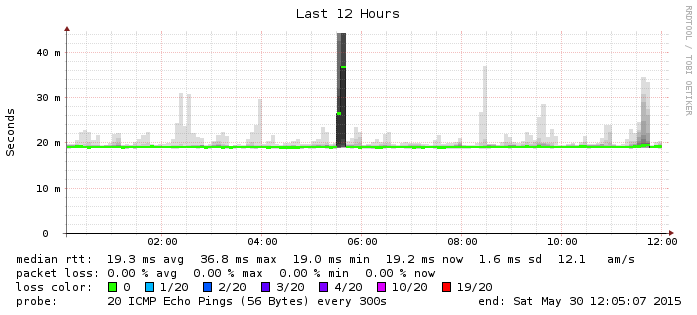 Last 12 Hours
RRDTOOL / TOBI OETIKER
Seconds
40 m
30 m
20 m
10 m
0
02:00 04:00 06:00 08:00 10:00 12:00
median rtt: 19.3 ms avg 36.8 ms max 19.0 ms min 19.2 ms now 1.6 ms sd 12.1 am/s
packet loss: 0.00 % avg 0.00 % max 0.00 % min 0.00 % now
loss color: 0 1/20 2/20 3/20 4/20 10/20 19/20
probe: 20 ICMP Echo Pings (56 Bytes) every 300s end: Sat May 30 12:05:07 2015